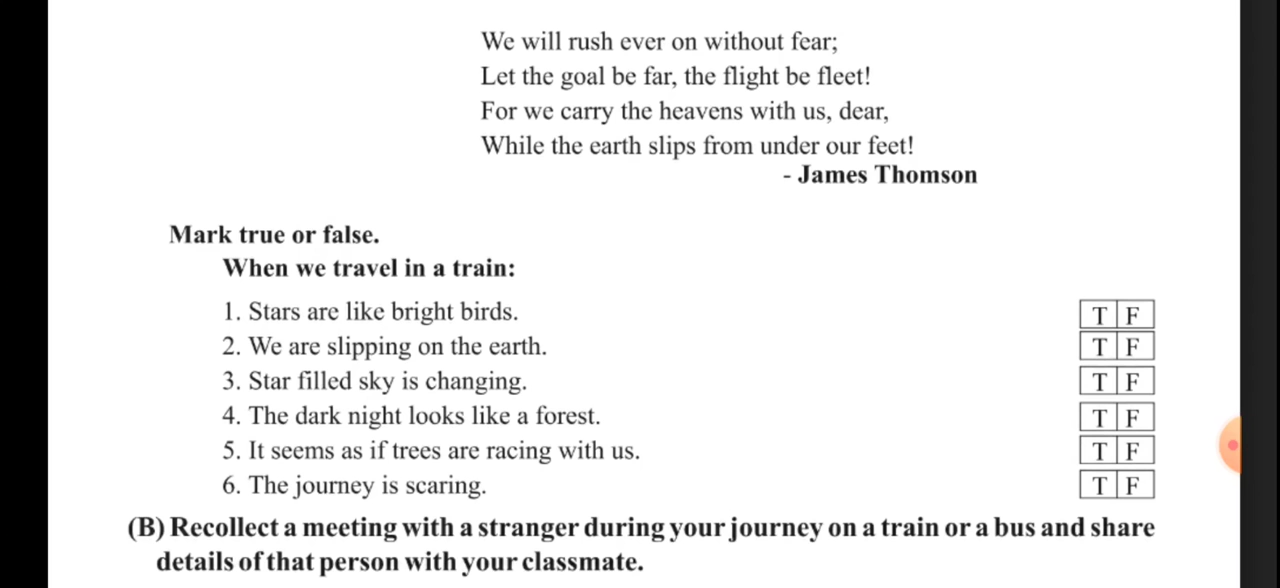 We will rush ever on without fear;
Let the goal be far, the flight be fleet!
For we carry the heavens with us, dear,
While the earth slips from under our feet!
- James Thomson
Mark true or false.
When we travel in a train:
1. Stars are like bright birds. T F
2. We are slipping on the earth. T F
3. Star filled sky is changing. T F
4. The dark night looks like a forest. T F
5. It seems as if trees are racing with us. T F
6. The journey is scaring. T F
(B) Recollect a meeting with a stranger during your journey on a train or a bus and share
details of that person with your classmate.